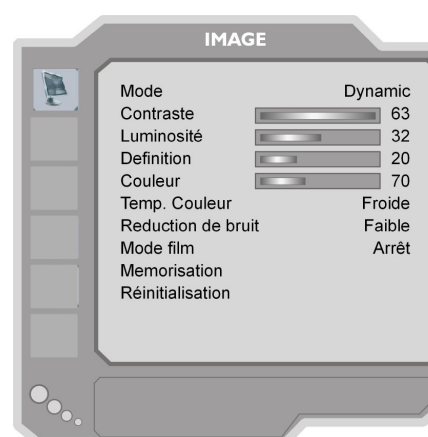 IMAGE
Mode Dynamic
Contraste 63
Luminosité 32
Definition 20
Couleur 70
Temp. Couleur Froide
Reduction de bruit Faible
Mode film Arrêt
Memorisation
Réinitialisation